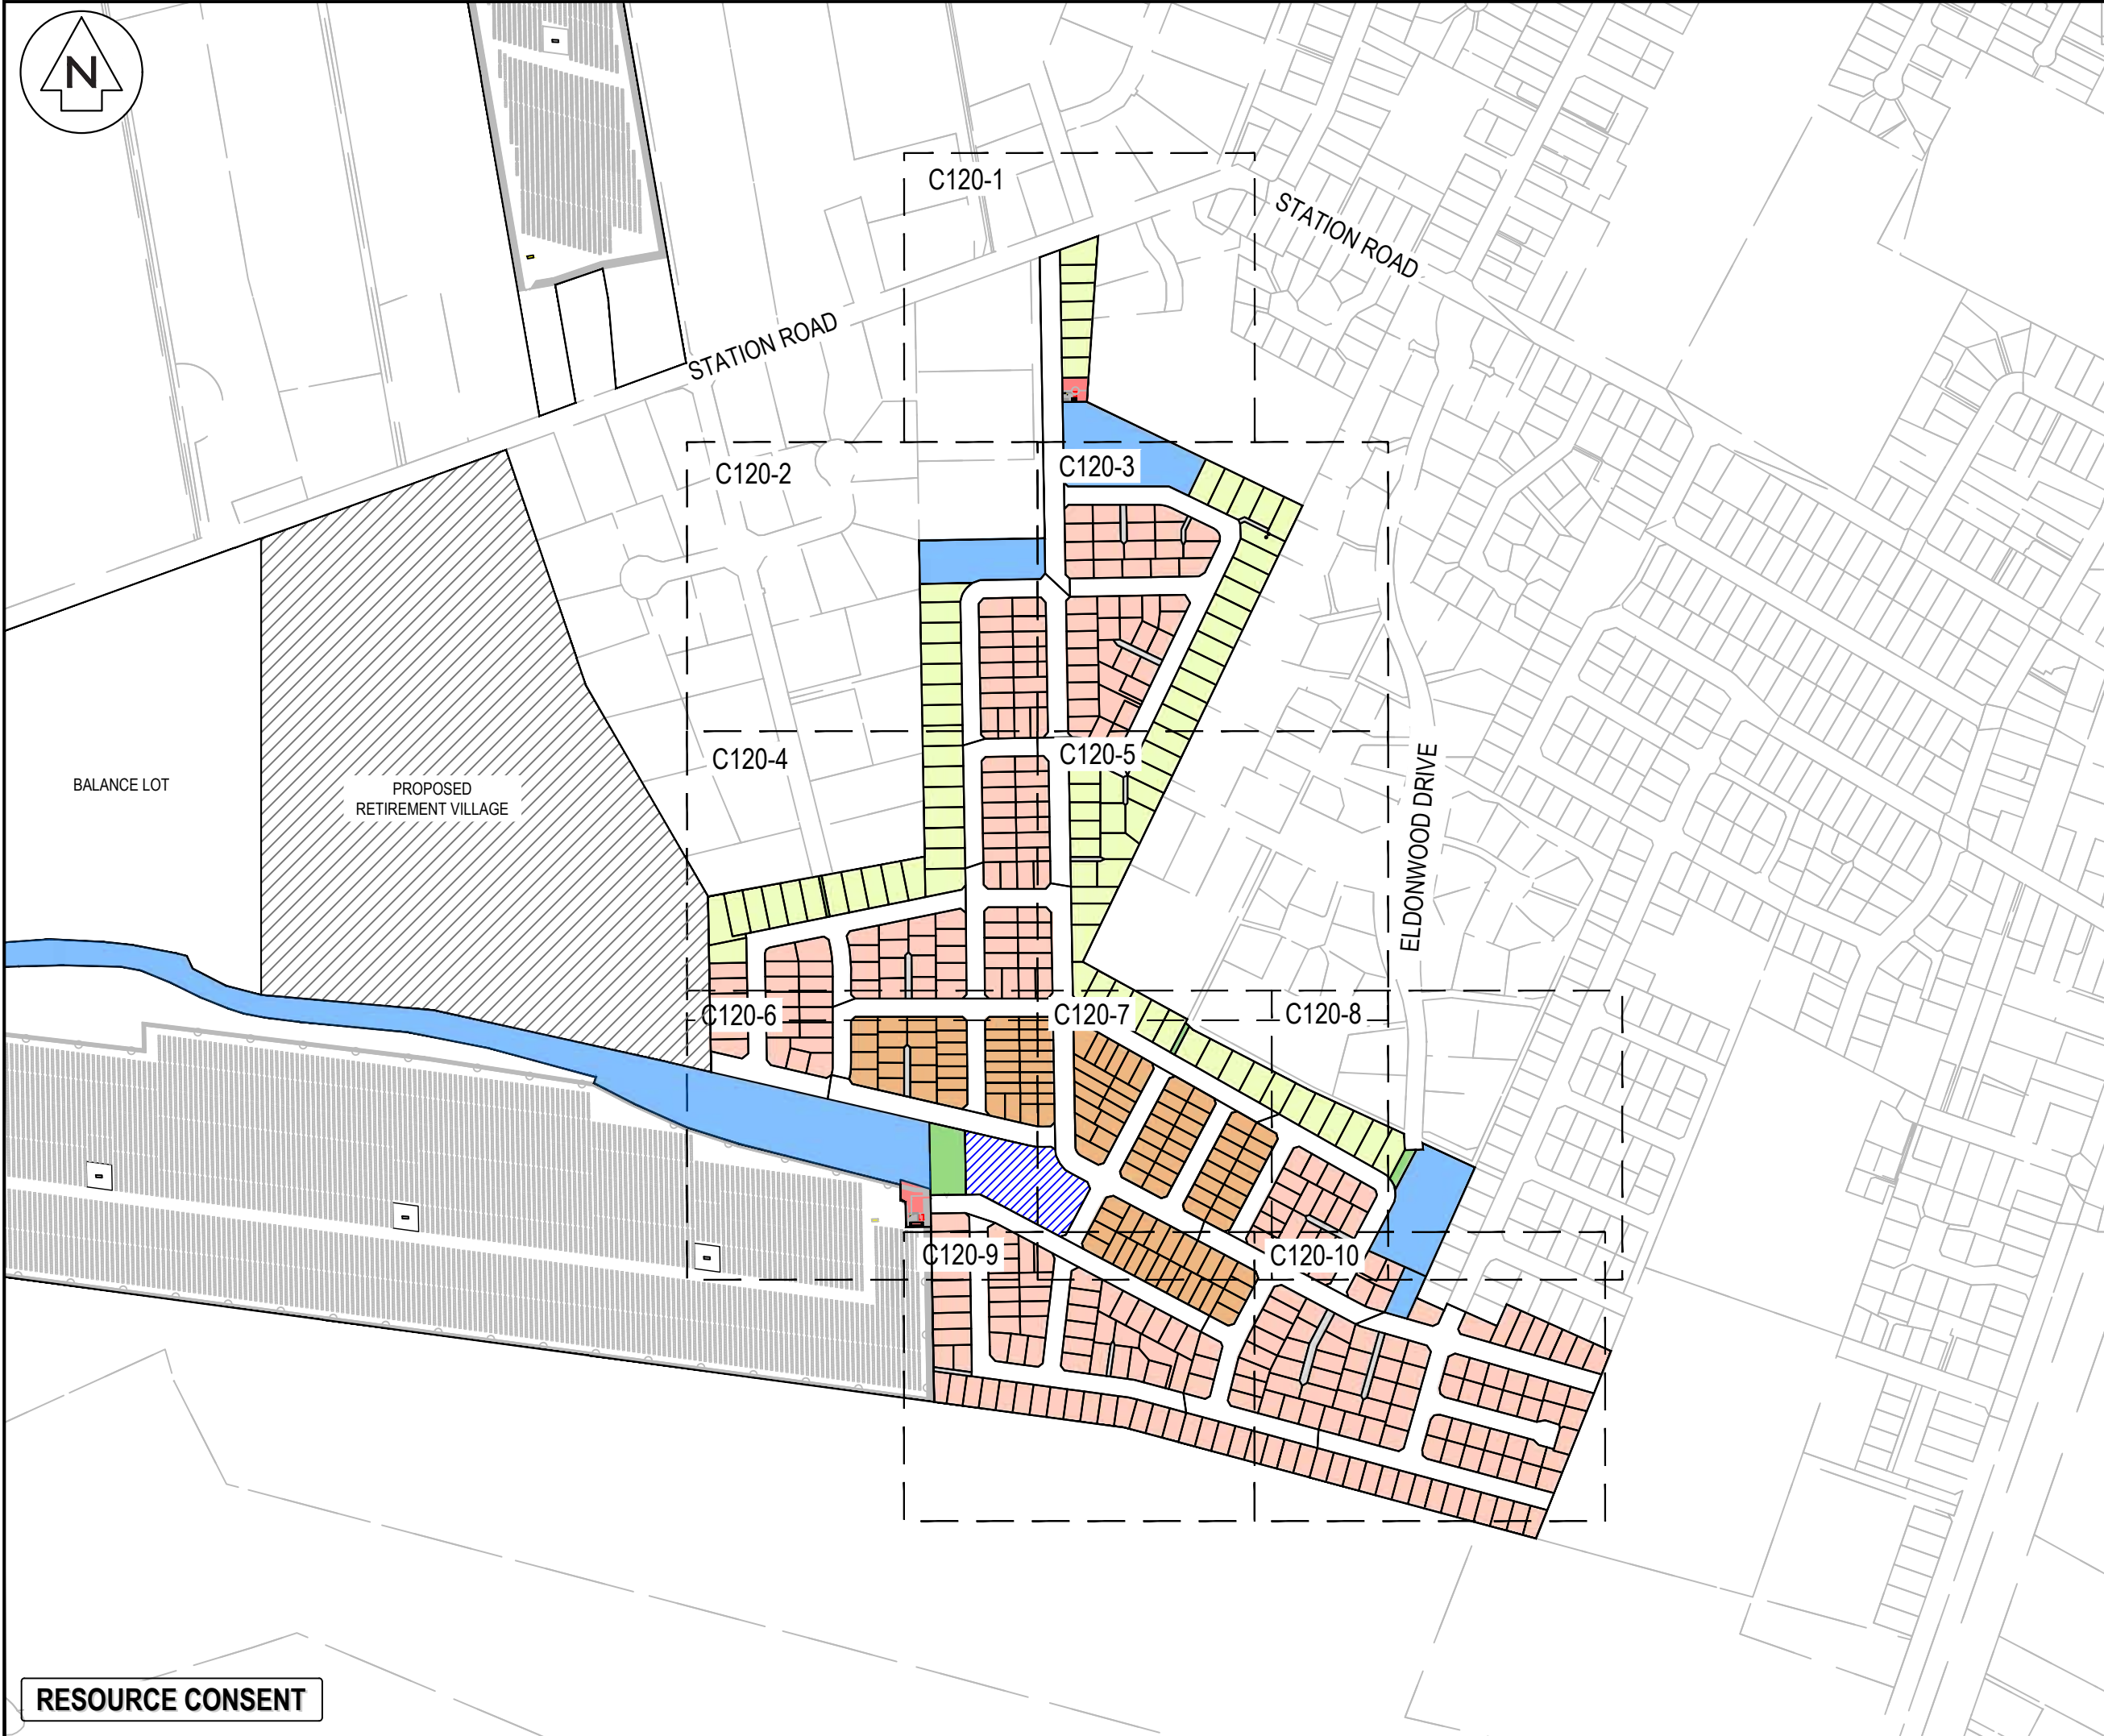 N
C120-1
STATION ROAD
STATION ROAD
C120-2
C120-3
C120-4
C120-5
BALANCE LOT
PROPOSED
RETIREMENT VILLAGE
ELDONWOOD DRIVE
C120-6
C120-7
C120-8
C120-9
C120-10
RESOURCE CONSENT